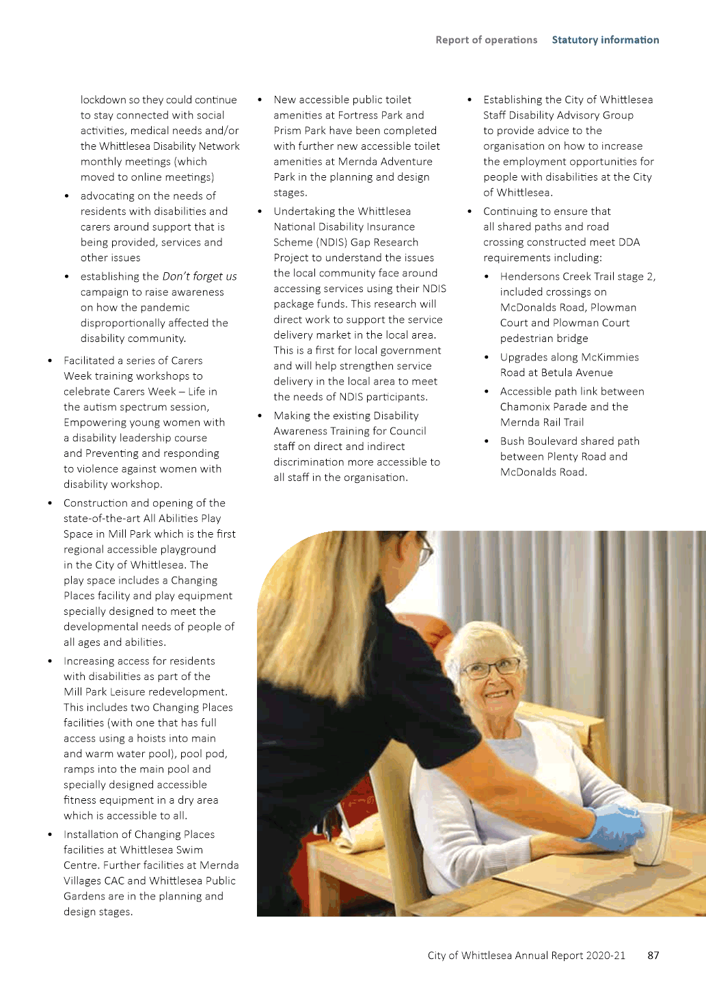 Report of operations Statutory information
lockdown so they could continue
to stay connected with social
activities, medical needs and/or
the Whittlesea Disability Network
monthly meetings (which
moved to online meetings)
• advocating on the needs of
residents with disabilities and
carers around support that is
being provided, services and
other issues
• establishing the Don't forget us
campaign to raise awareness
on how the pandemic
disproportionally affected the
disability community.
• Facilitated a series of Carers
Week training workshops to
celebrate Carers Week – Life in
the autism spectrum session,
Empowering young women with
a disability leadership course
and Preventing and responding
to violence against women with
disability workshop.
• Construction and opening of the
state-of-the-art All Abilities Play
Space in Mill Park which is the first
regional accessible playground
in the City of Whittlesea. The
play space includes a Changing
Places facility and play equipment
specially designed to meet the
developmental needs of people of
all ages and abilities.
• Increasing access for residents
with disabilities as part of the
Mill Park Leisure redevelopment.
This includes two Changing Places
facilities (with one that has full
access using a hoists into main
and warm water pool), pool pod,
ramps into the main pool and
specially designed accessible
fitness equipment in a dry area
which is accessible to all.
• Installation of Changing Places
facilities at Whittlesea Swim
Centre. Further facilities at Mernda
Villages CAC and Whittlesea Public
Gardens are in the planning and
design stages.
• New accessible public toilet
amenities at Fortress Park and
Prism Park have been completed
with further new accessible toilet
amenities at Mernda Adventure
Park in the planning and design
stages.
• Undertaking the Whittlesea
National Disability Insurance
Scheme (NDIS) Gap Research
Project to understand the issues
the local community face around
accessing services using their NDIS
package funds. This research will
direct work to support the service
delivery market in the local area.
This is a first for local government
and will help strengthen service
delivery in the local area to meet
the needs of NDIS participants.
• Making the existing Disability
Awareness Training for Council
staff on direct and indirect
discrimination more accessible to
all staff in the organisation.
• Establishing the City of Whittlesea
Staff Disability Advisory Group
to provide advice to the
organisation on how to increase
the employment opportunities for
people with disabilities at the City
of Whittlesea.
• Continuing to ensure that
all shared paths and road
crossing constructed meet DDA
requirements including:
• Hendersons Creek Trail stage 2,
included crossings on
McDonalds Road, Plowman
Court and Plowman Court
pedestrian bridge
• Upgrades along McKimmies
Road at Betula Avenue
• Accessible path link between
Chamonix Parade and the
Mernda Rail Trail
• Bush Boulevard shared path
between Plenty Road and
McDonalds Road.
City of Whittlesea Annual Report 2020-21 87